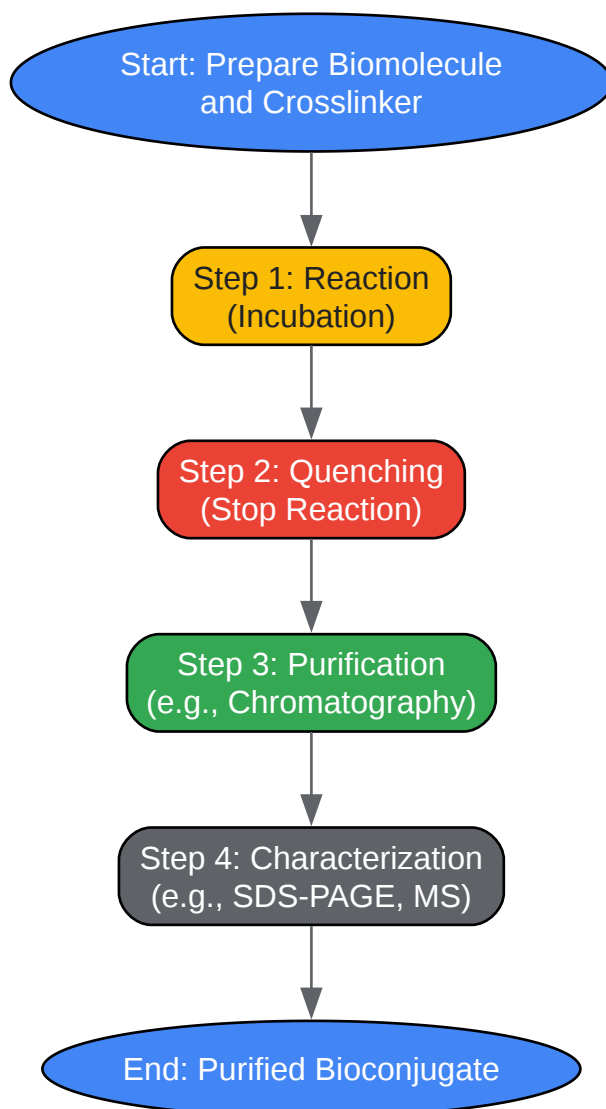 Start: Prepare Biomolecule
and Crosslinker
Step 1: Reaction
(Incubation)
Step 2: Quenching
(Stop Reaction)
Step 3: Purification
(e.g., Chromatography)
Step 4: Characterization
(e.g., SDS-PAGE, MS)
End: Purified Bioconjugate